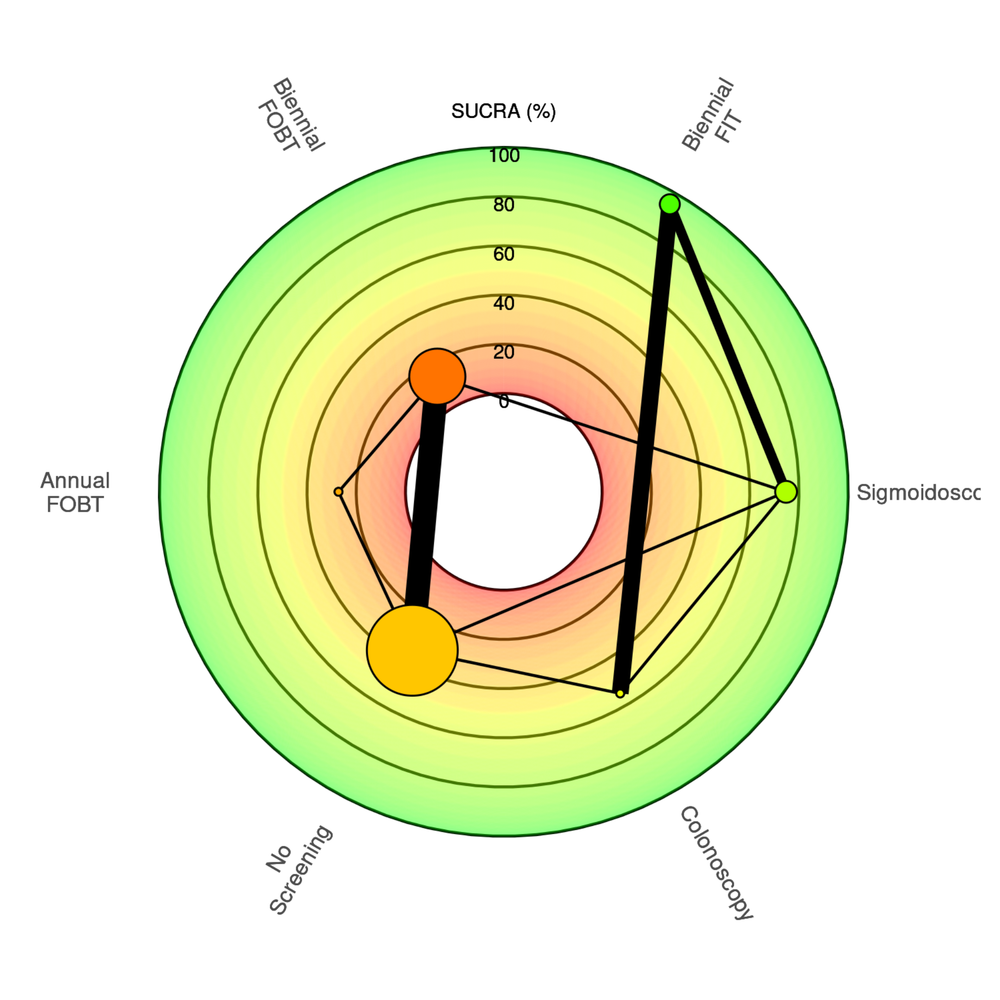 Biennial
FOBT
SUCRA (%)
Biennial
FIT
100
80
60
40
20
0
Annual
FOBT
Sigmoidosco
No
Screening
Colonoscopy